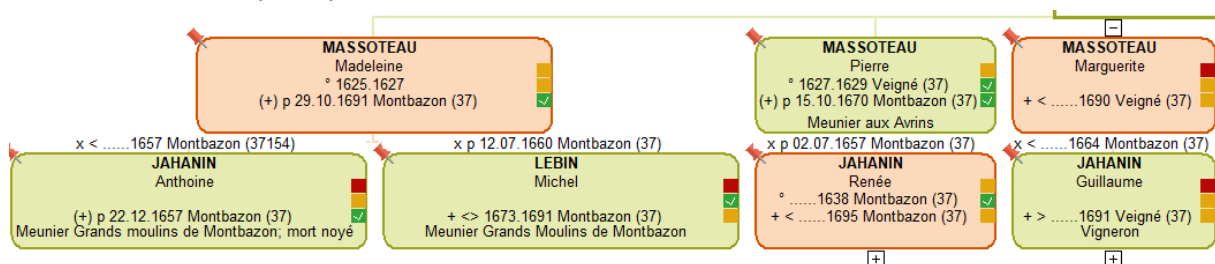 MASSOTEAU
Madeleine
° 1625.1627
(+) p 29.10.1691 Montbazon (37)
MASSOTEAU
Pierre
° 1627.1629 Veigné (37)
(+) p 15.10.1670 Montbazon (37)
Meunier aux Avrins
MASSOTEAU
Marguerite
+ < ......1690 Veigné (37)
x < ......1657 Montbazon (37154)
JAHANIN
Anthoine
(+) p 22.12.1657 Montbazon (37)
Meunier Grands moulins de Montbazon; mort noyé
x p 12.07.1660 Montbazon (37)
LEBIN
Michel
+ <> 1673.1691 Montbazon (37)
Meunier Grands Moulins de Montbazon
x p 02.07.1657 Montbazon (37)
JAHANIN
Renée
° ......1638 Montbazon (37)
+ < ......1695 Montbazon (37)
x < ......1664 Montbazon (37)
JAHANIN
Guillaume
+ > ......1691 Veigné (37)
Vigneron